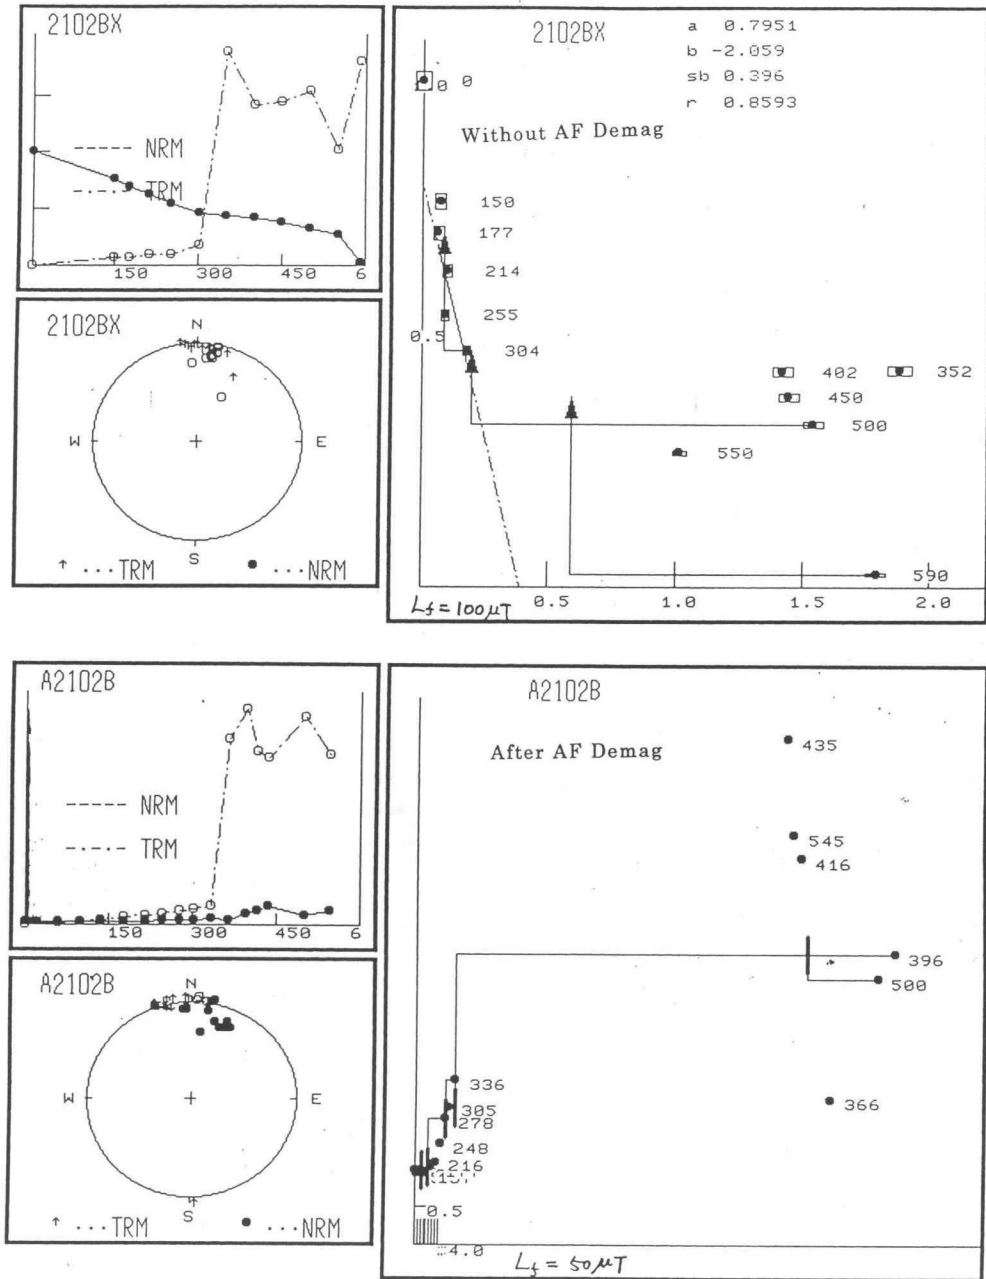 2102BX
NRM
TRM
150 300 450 6
2102BX
N
W E
S
↑ ...TRM ● ...NRM
2102BX
a 0.7951
b -2.059
sb 0.396
r 0.8593
0
Without AF Demag
150
177
214
255
0.5
304
402 352
450
500
550
590
0.5 1.0 1.5 2.0
Lf = 100μT
A2102B
NRM
TRM
150 300 450 6
A2102B
N
W E
S
↑ ...TRM ● ...NRM
A2102B
After AF Demag
435
545
416
396
500
336
305
278
366
248
216
0.5
4.0
Lf = 50μT